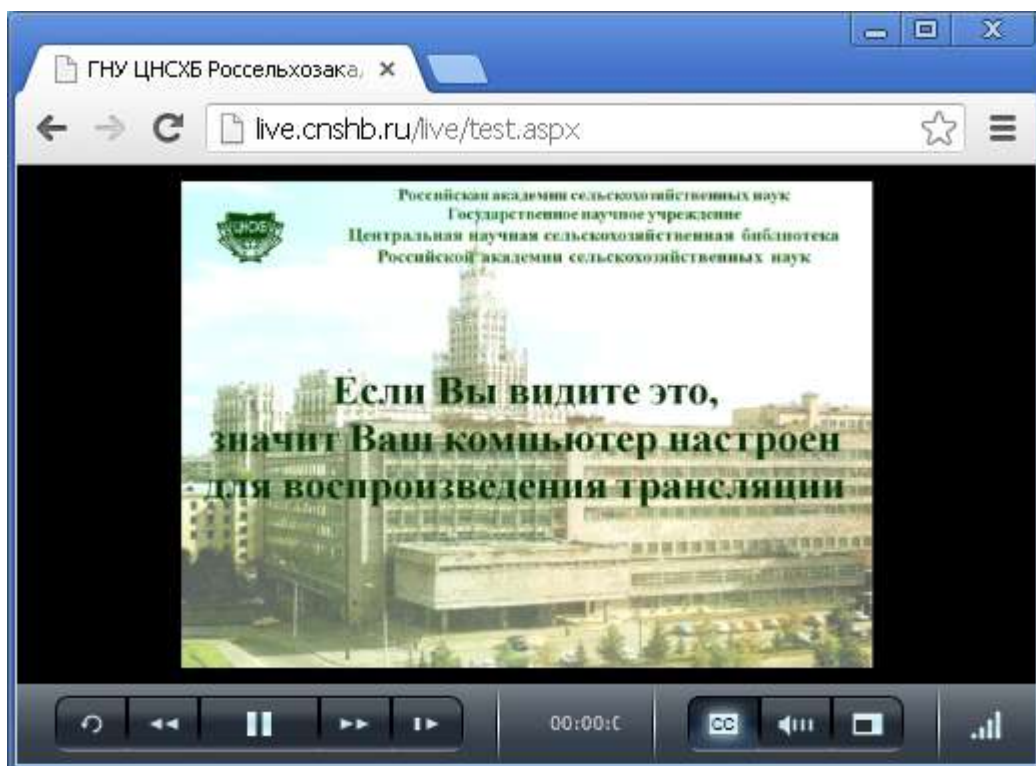 ГНУ ЦНСХБ Россельхозака
live.cnshb.ru/live/test.aspx
Российская академия сельскохозяйственных наук
Государственное научное учреждение
Центральная научная сельскохозяйственная библиотека
Российской академии сельскохозяйственных наук
ЦНСХБ
Если Вы видите это,
значит Ваш компьютер настроен
для воспроизведения трансляции
00:00:0
CC